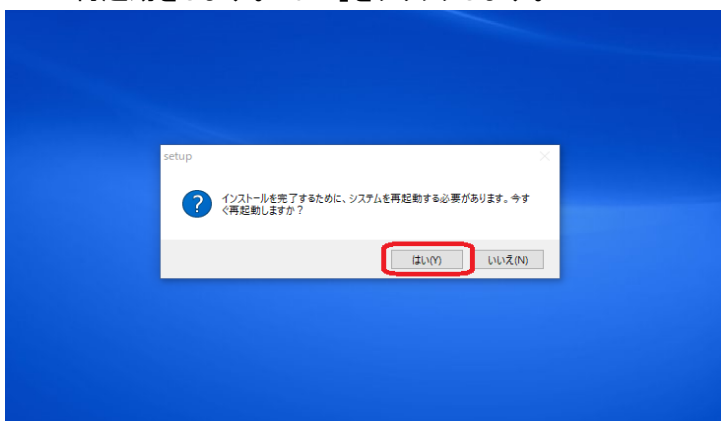 setup
インストールを完了するために、システムを再起動する必要があります。今す
ぐ再起動しますか？
はい(Y)
いいえ(N)